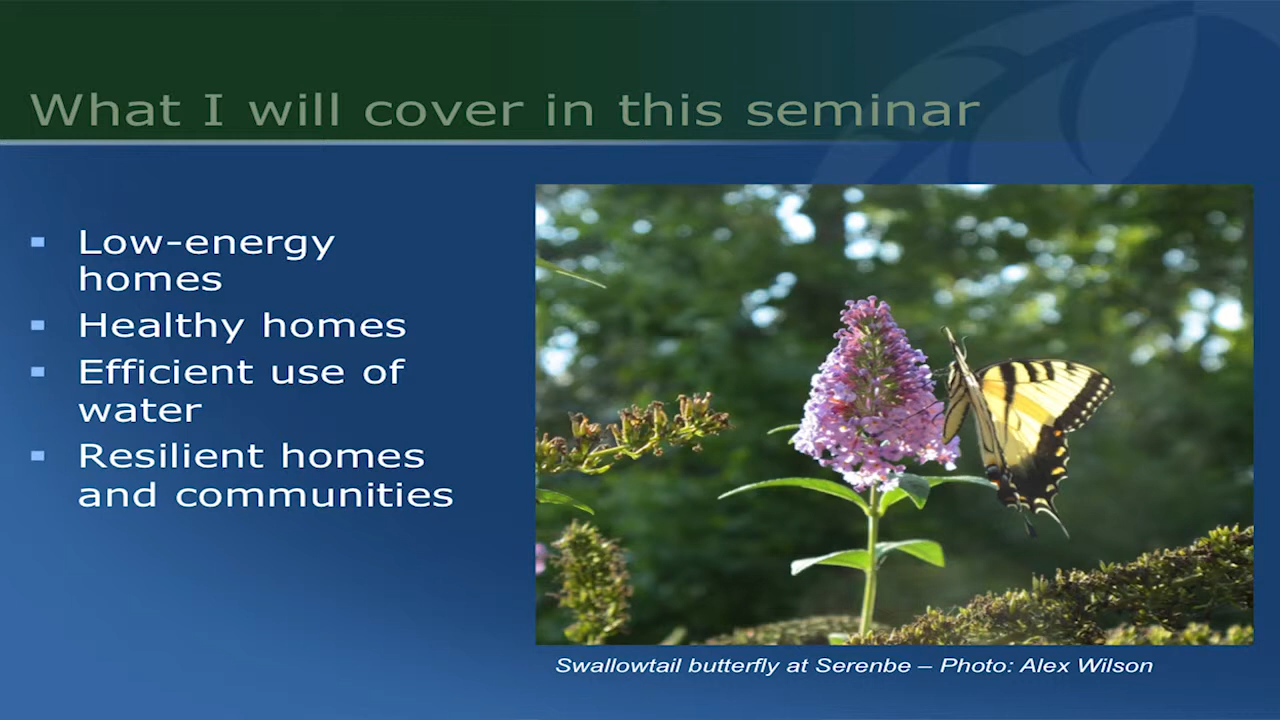 What I will cover in this seminar
Low-energy
homes
Healthy homes
Efficient use of
water
Resilient homes
and communities
Swallowtail butterfly at Serenbe – Photo: Alex Wilson